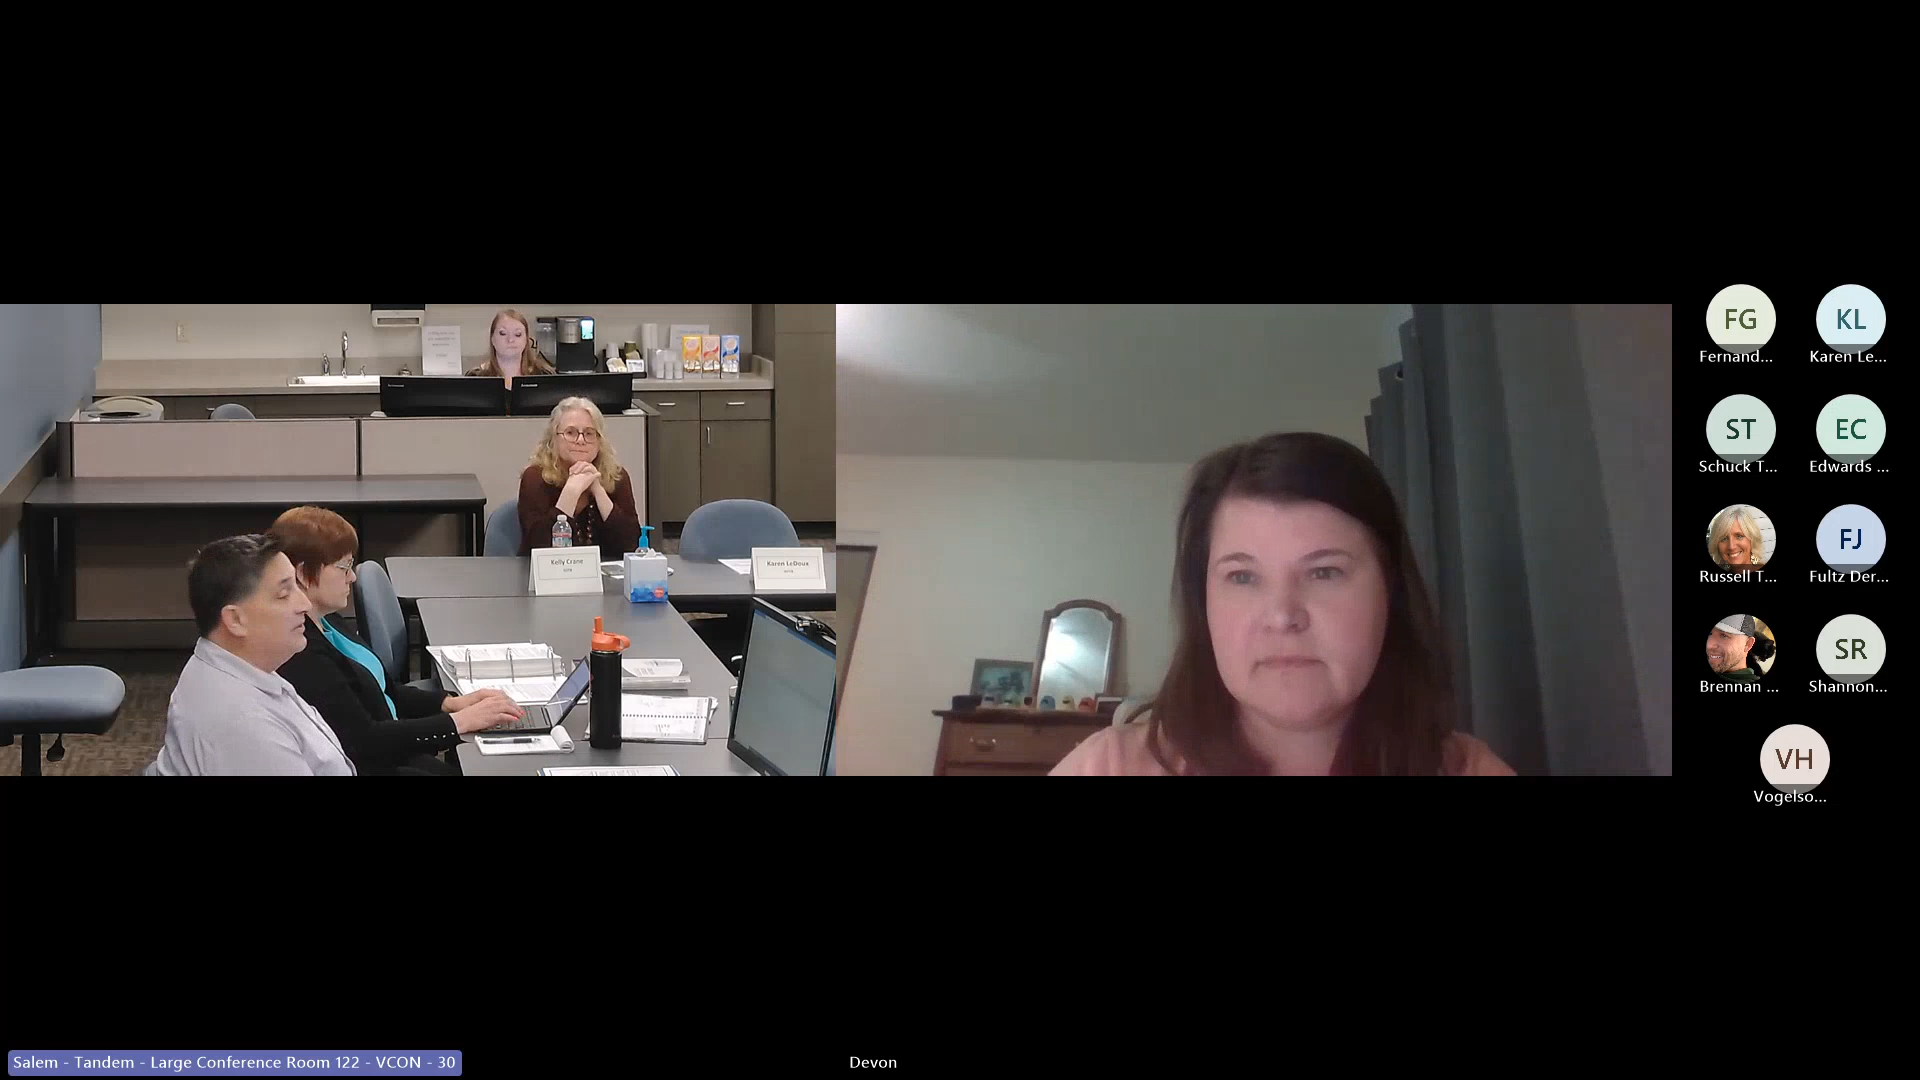 Kelly Crane
Karen LeDoux
FG
Fernand...
KL
Karen Le...
ST
Schuck T...
EC
Edwards ...
Russell T...
FJ
Fultz Der...
Brennan ...
SR
Shannon...
VH
Vogelso...
Salem - Tandem - Large Conference Room 122 - VCON - 30
Devon